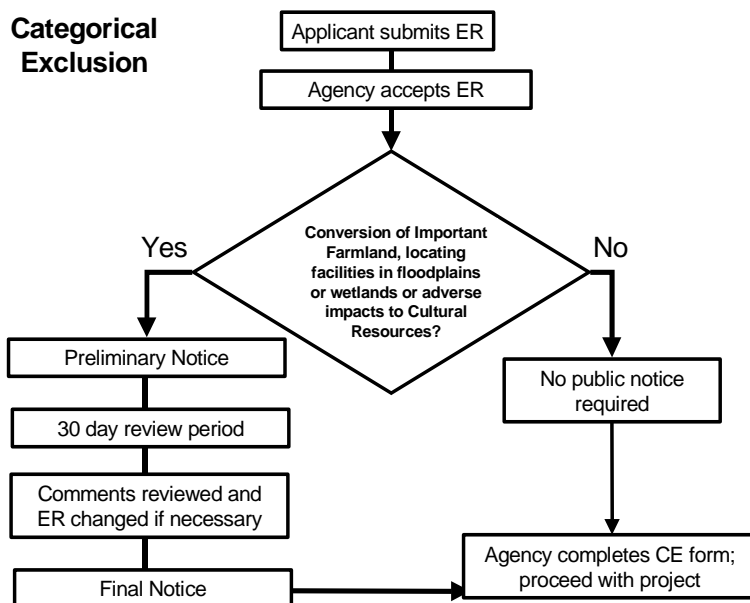 Categorical
Exclusion
Applicant submits ER
Agency accepts ER
Conversion of Important
Farmland, locating
facilities in floodplains
or wetlands or adverse
impacts to Cultural
Resources?
Yes
No
Preliminary Notice
30 day review period
Comments reviewed and
ER changed if necessary
Final Notice
No public notice
required
Agency completes CE form;
proceed with project